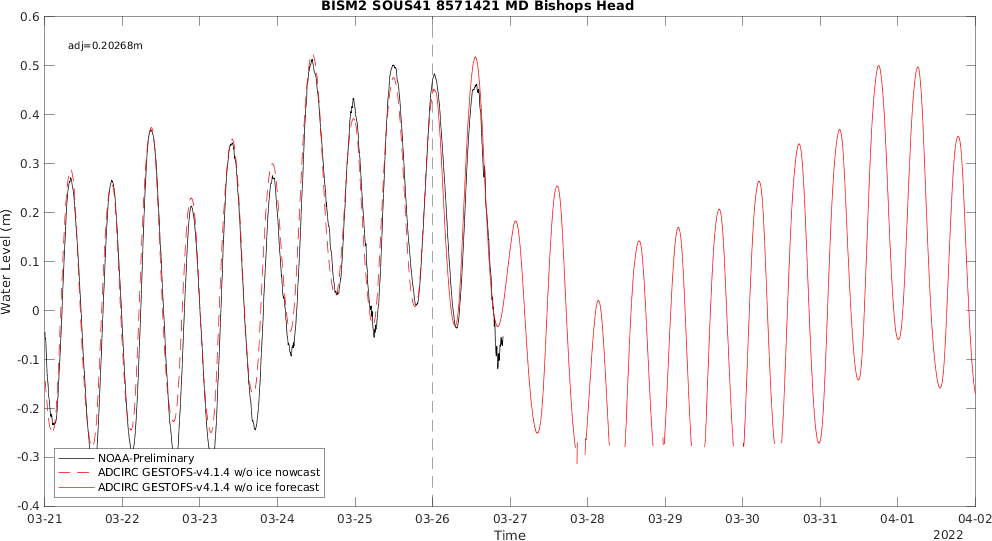 BISM2 SOUS41 8571421 MD Bishops Head
0.6
adj=0.20268m
0.5
0.4
0.3
0.2
0.1
0
-0.1
-0.2
-0.3
-0.4
Water Level (m)
NOAA-Preliminary
ADCIRC GESTOFS-v4.1.4 w/o ice nowcast
ADCIRC GESTOFS-v4.1.4 w/o ice forecast
03-21 03-22 03-23 03-24 03-25 03-26 03-27 03-28 03-29 03-30 03-31 04-01 04-02
Time
2022